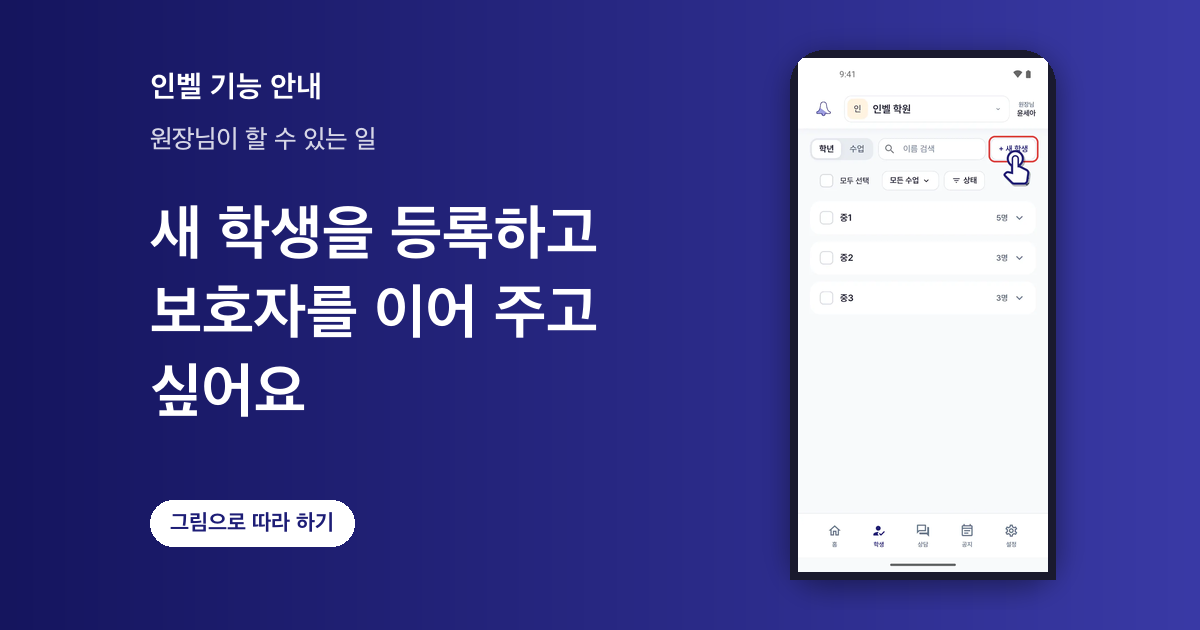 인벨 기능 안내
원장님이 할 수 있는 일
새 학생을 등록하고
보호자를 이어 주고
싶어요
그림으로 따라 하기
9:41
인 인벨 학원
원장님
윤세아
학년 수업 이름 검색 + 새 학생
모두 선택 모든 수업 상태
중1 5명
중2 3명
중3 3명
홈 학생 상담 공지 설정